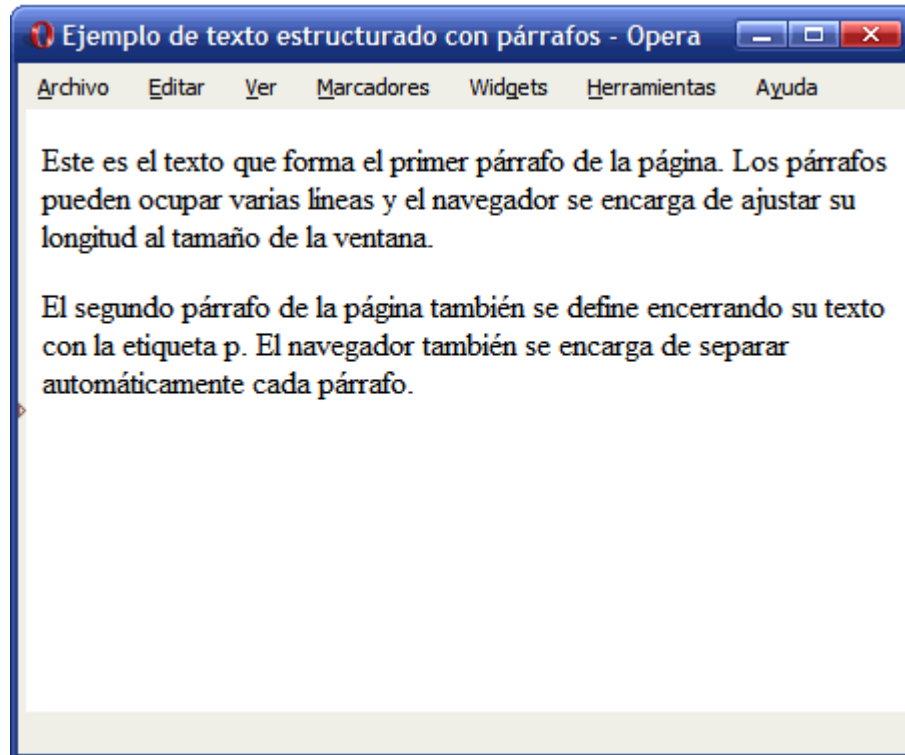 Ejemplo de texto estructurado con párrafos - Opera
Archivo Editar Ver Marcadores Widgets Herramientas Ayuda
Este es el texto que forma el primer párrafo de la página. Los párrafos
pueden ocupar varias líneas y el navegador se encarga de ajustar su
longitud al tamaño de la ventana.
El segundo párrafo de la página también se define encerrando su texto
con la etiqueta p. El navegador también se encarga de separar
automáticamente cada párrafo.